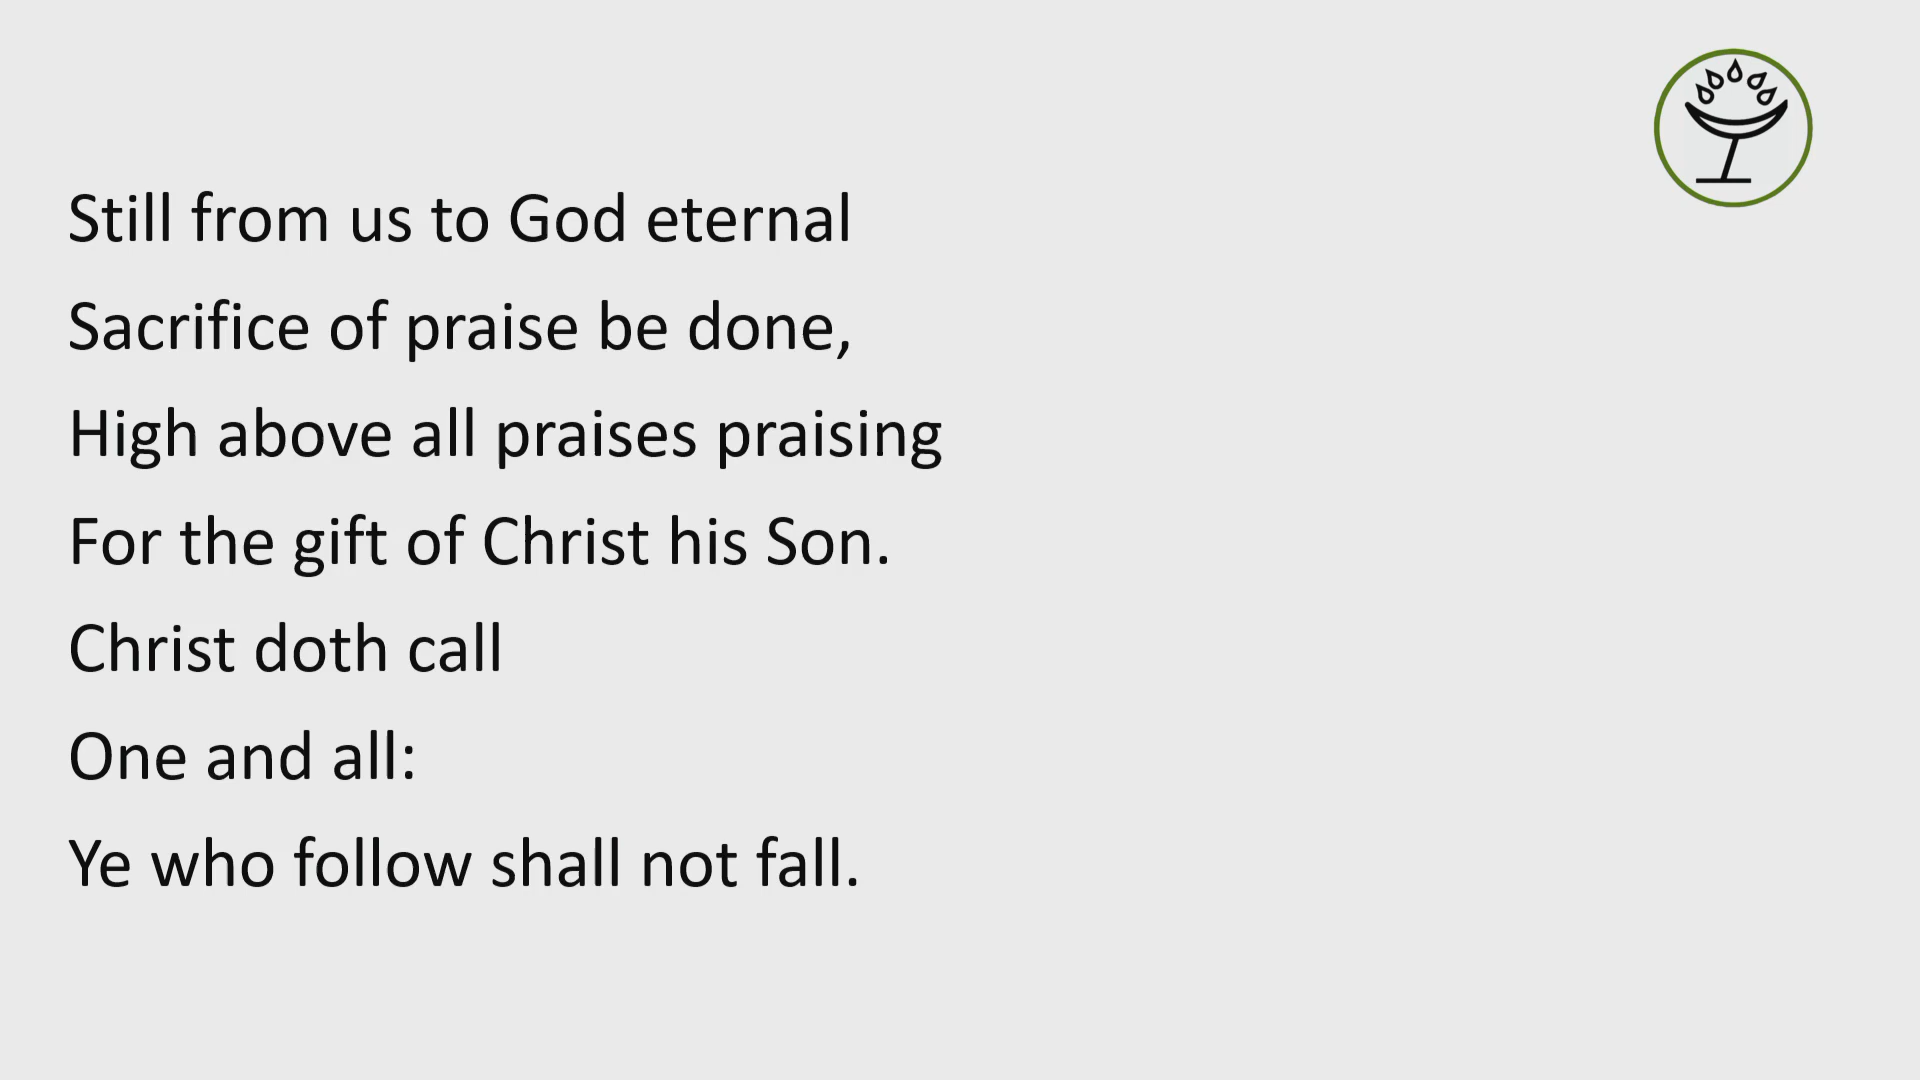 Still from us to God eternal
Sacrifice of praise be done,
High above all praises praising
For the gift of Christ his Son.
Christ doth call
One and all:
Ye who follow shall not fall.